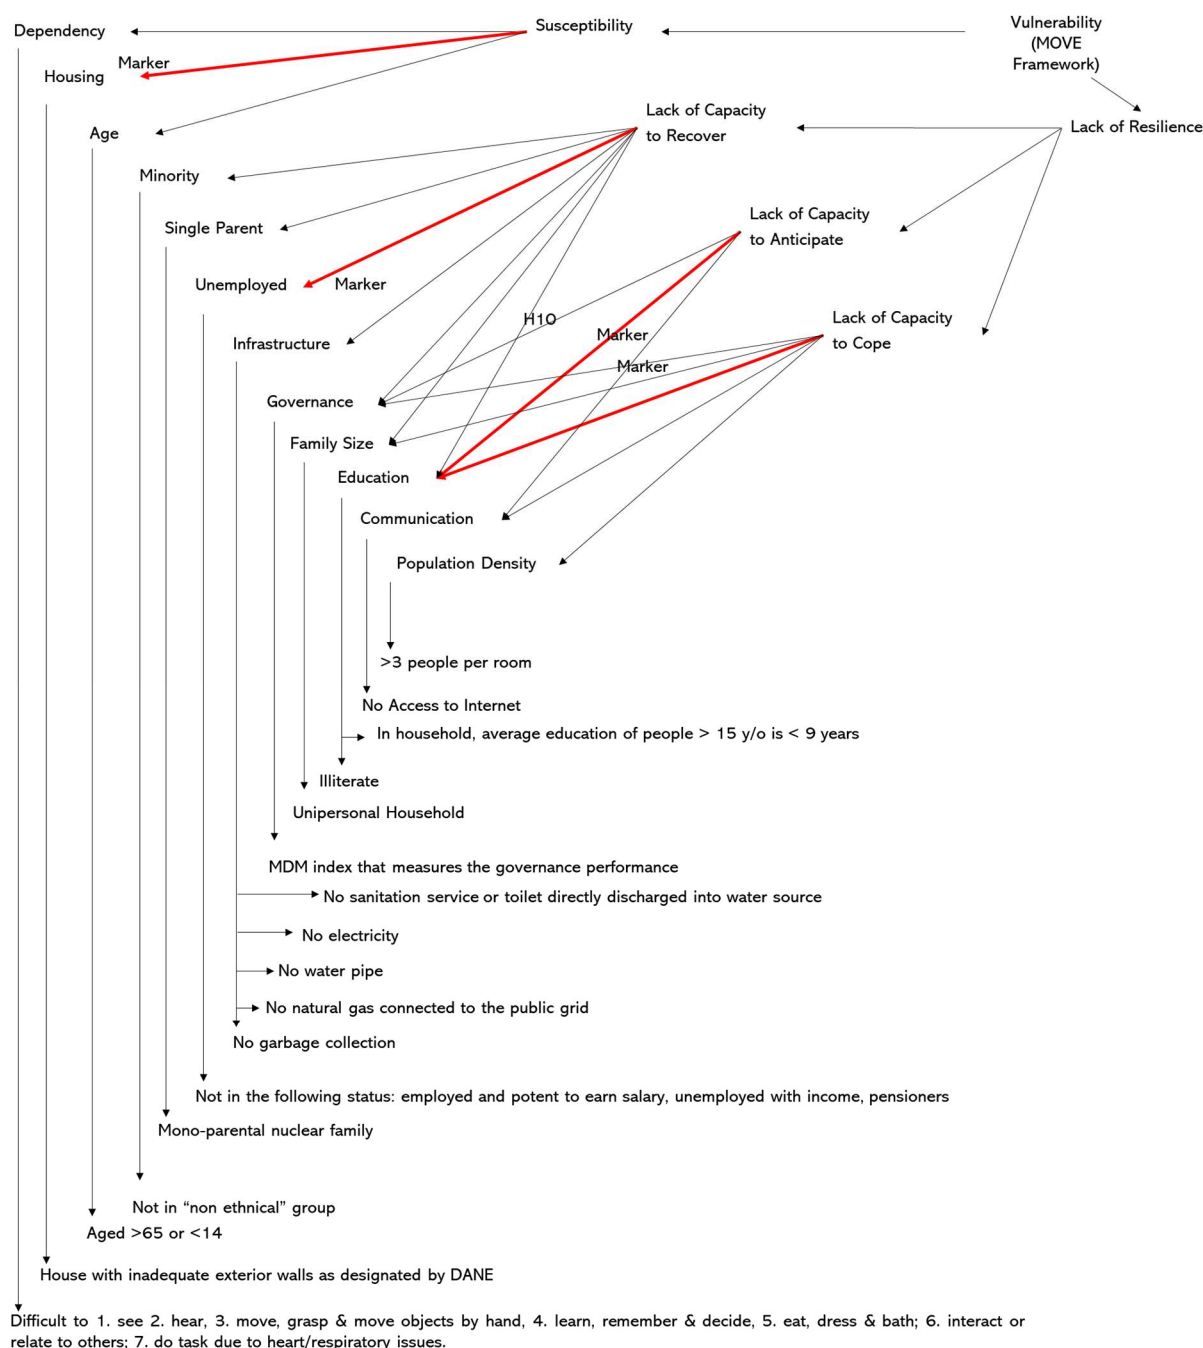 Dependency
Susceptibility
Vulnerability
(MOVE
Framework)
Marker
Housing
Lack of Capacity
to Recover
Lack of Resilience
Age
Minority
Lack of Capacity
to Anticipate
Single Parent
Unemployed
Marker
H10
Marker
Lack of Capacity
to Cope
Infrastructure
Marker
Governance
Family Size
Education
Communication
Population Density
>3 people per room
No Access to Internet
In household, average education of people > 15 y/o is < 9 years
Illiterate
Unipersonal Household
MDM index that measures the governance performance
No sanitation service or toilet directly discharged into water source
No electricity
No water pipe
No natural gas connected to the public grid
No garbage collection
Not in the following status: employed and potent to earn salary, unemployed with income, pensioners
Mono-parental nuclear family
Not in “non ethnical” group
Aged >65 or <14
House with inadequate exterior walls as designated by DANE
Difficult to 1. see 2. hear, 3. move, grasp & move objects by hand, 4. learn, remember & decide, 5. eat, dress & bath; 6. interact or
relate to others; 7. do task due to heart/respiratory issues.